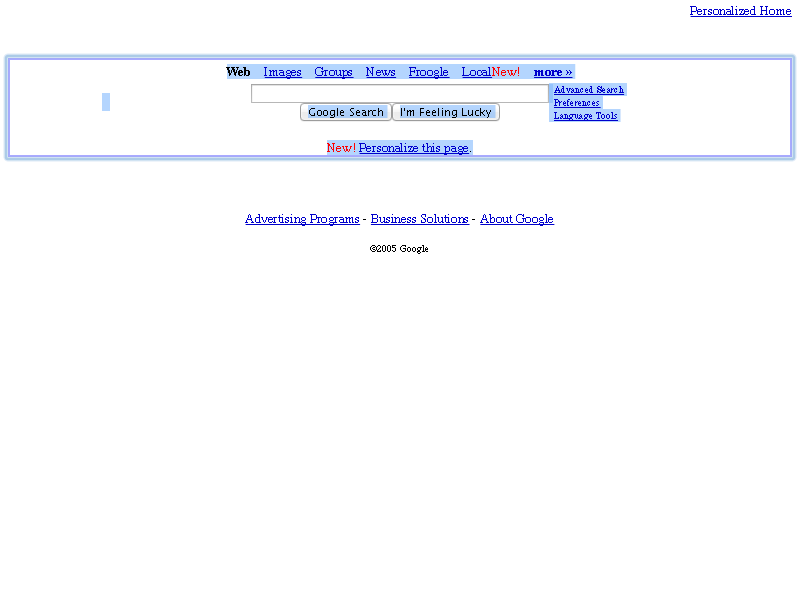 Personalized Home
Web Images Groups News Froogle LocalNew! more »
Advanced Search
Preferences
Language Tools
Google Search I'm Feeling Lucky
New! Personalize this page.
Advertising Programs - Business Solutions - About Google
©2005 Google